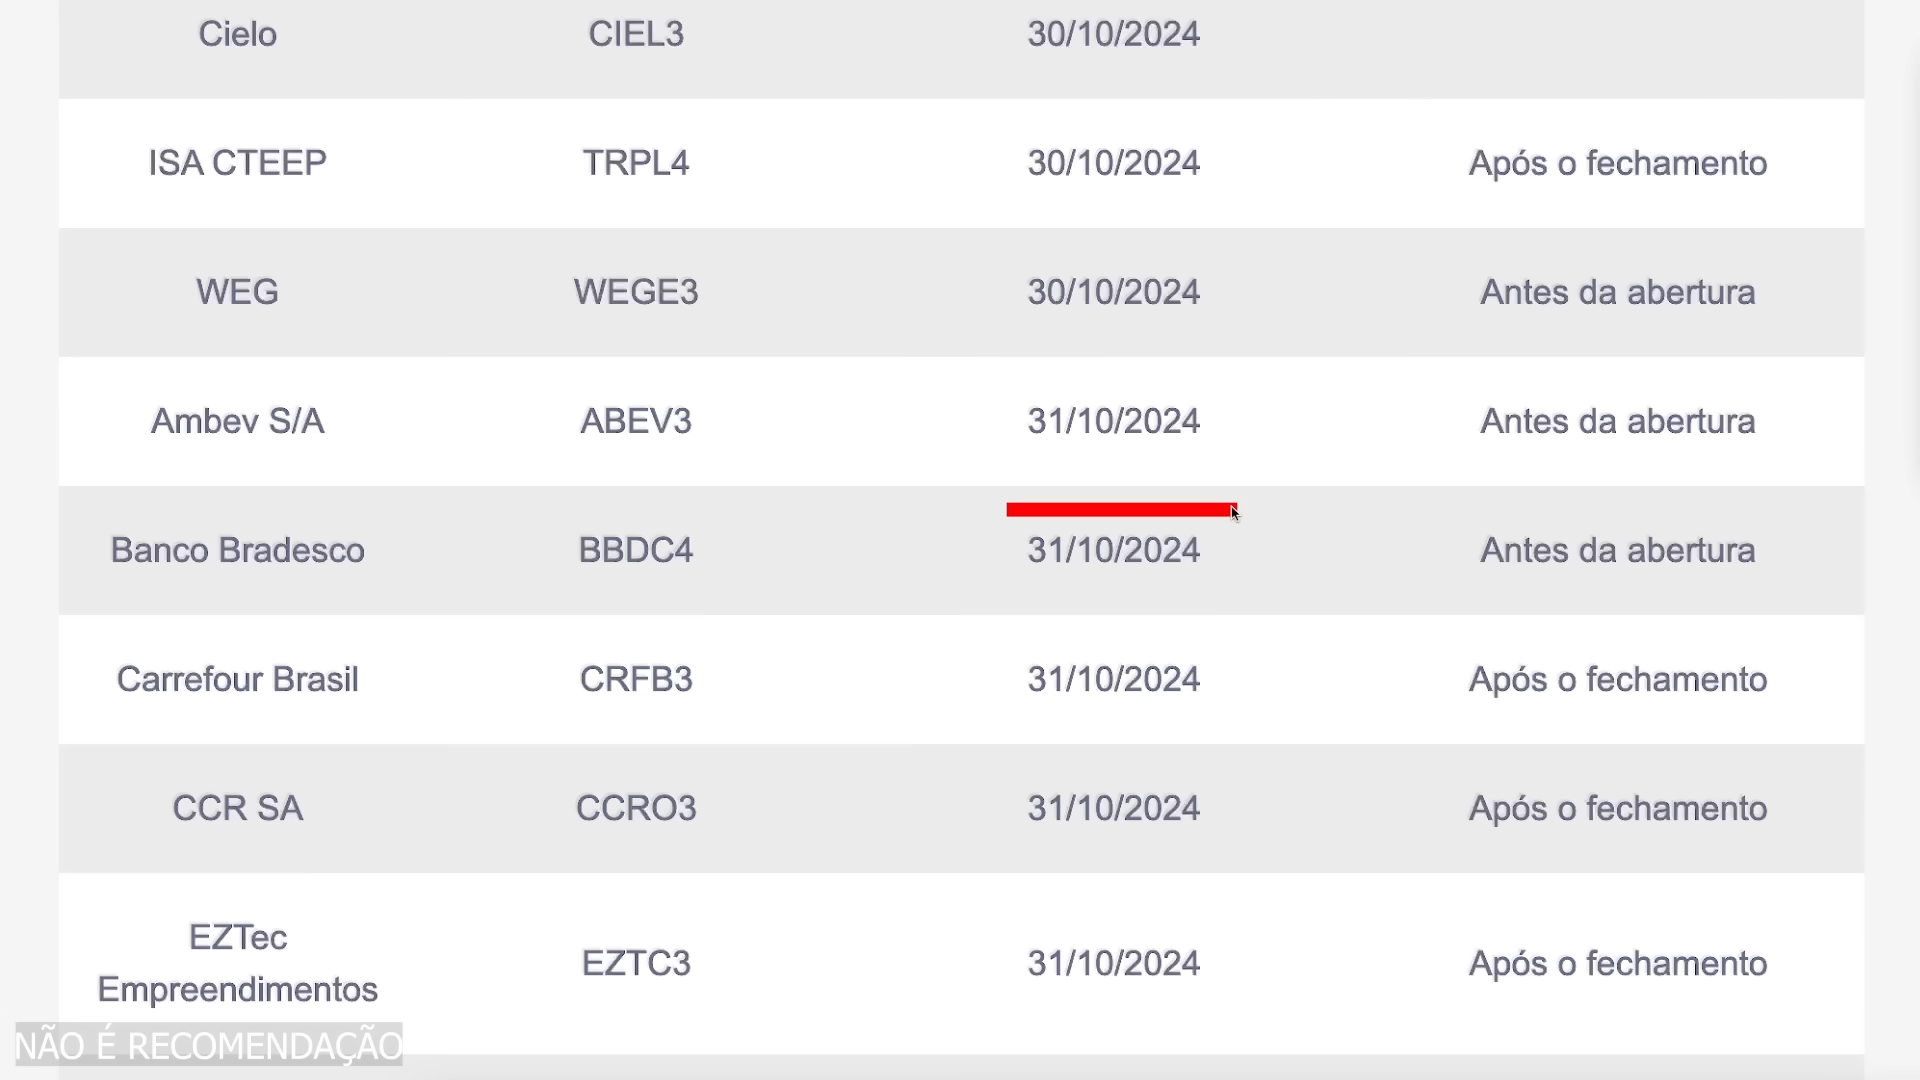 Cielo CIEL3 30/10/2024
ISA CTEEP TRPL4 30/10/2024 Após o fechamento
WEG WEGE3 30/10/2024 Antes da abertura
Ambev S/A ABEV3 31/10/2024 Antes da abertura
Banco Bradesco BBDC4 31/10/2024 Antes da abertura
Carrefour Brasil CRFB3 31/10/2024 Após o fechamento
CCR SA CCRO3 31/10/2024 Após o fechamento
EZTec
Empreendimentos EZTC3 31/10/2024 Após o fechamento
NÃO É RECOMENDAÇÃO